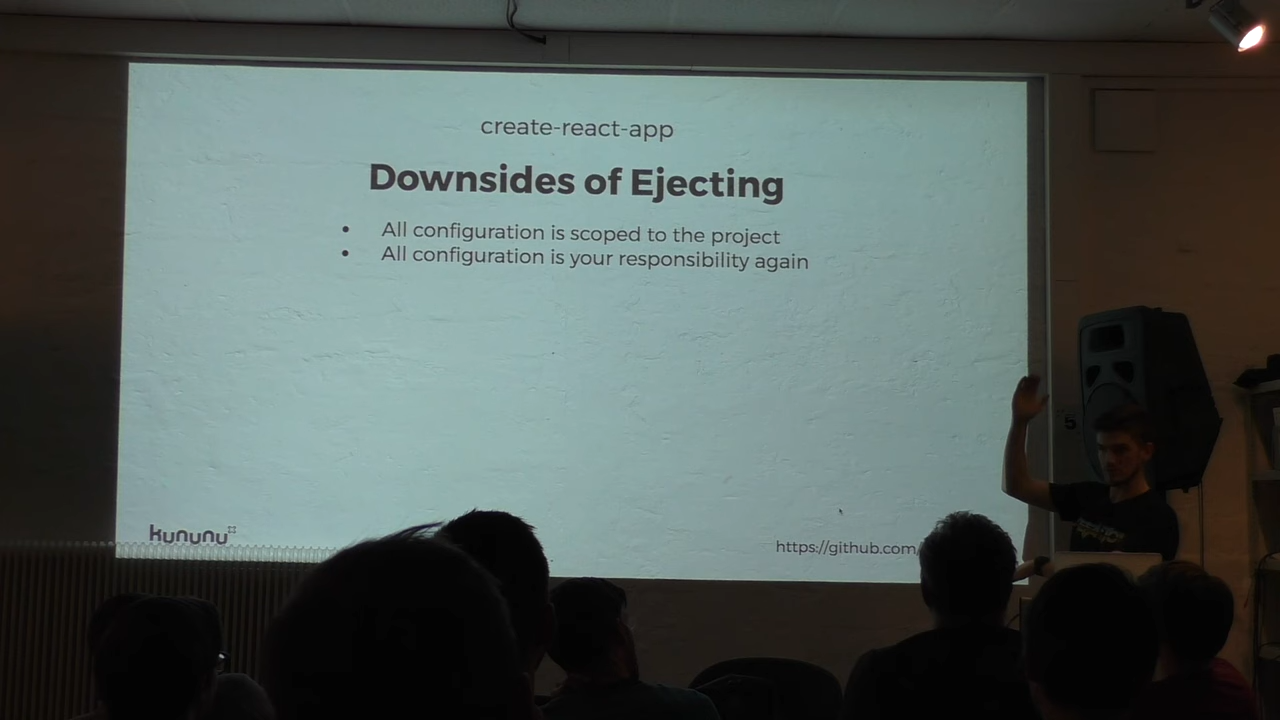 create-react-app
Downsides of Ejecting
• All configuration is scoped to the project
• All configuration is your responsibility again
kununu
https://github.com/
5